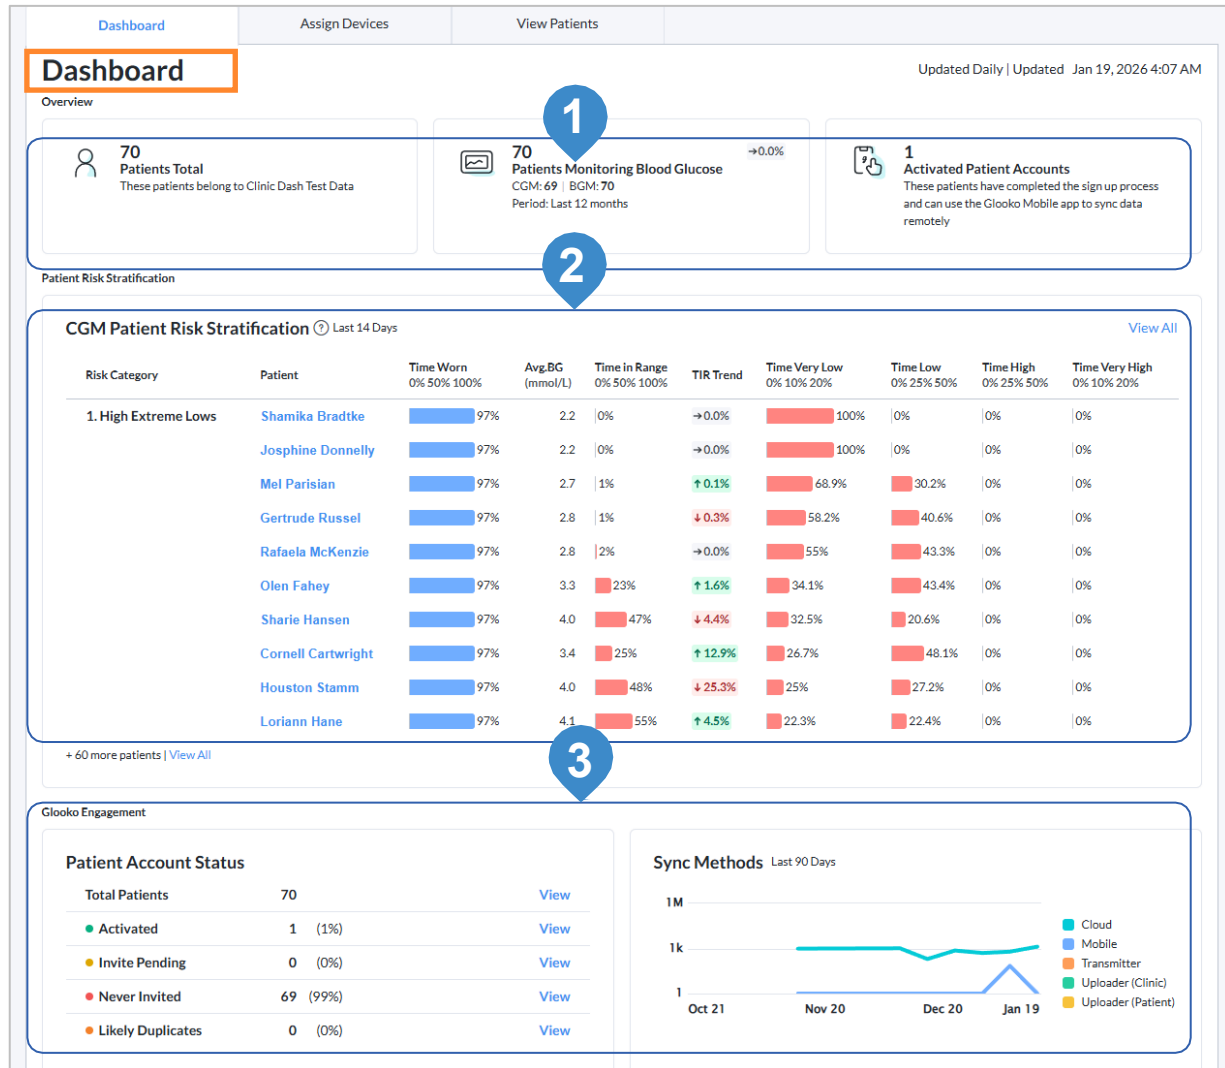 Dashboard
Assign Devices
View Patients
Dashboard
Updated Daily | Updated Jan 19, 2026 4:07 AM
Overview
1
70
Patients Total
These patients belong to Clinic Dash Test Data
70
→0.0%
Patients Monitoring Blood Glucose
CGM: 69 | BGM: 70
Period: Last 12 months
1
Activated Patient Accounts
These patients have completed the sign up process
and can use the Glooko Mobile app to sync data
remotely
2
Patient Risk Stratification
CGM Patient Risk Stratification ? Last 14 Days
View All
Risk Category Patient Time Worn Avg.BG Time in Range TIR Trend Time Very Low Time Low Time High Time Very High
0% 50% 100% (mmol/L) 0% 50% 100% 0% 10% 20% 0% 25% 50% 0% 25% 50% 0% 10% 20%
1. High Extreme Lows Shamika Bradtke 97% 2.2 0% →0.0% 100% 0% 0% 0%
Josphine Donnelly 97% 2.2 0% →0.0% 100% 0% 0% 0%
Mel Parisian 97% 2.7 1% ↑0.1% 68.9% 30.2% 0% 0%
Gertrude Russel 97% 2.8 1% ↓0.3% 58.2% 40.6% 0% 0%
Rafaela McKenzie 97% 2.8 2% →0.0% 55% 43.3% 0% 0%
Olen Fahey 97% 3.3 23% ↑1.6% 34.1% 43.4% 0% 0%
Sharie Hansen 97% 4.0 47% ↓4.4% 32.5% 20.6% 0% 0%
Cornell Cartwright 97% 3.4 25% ↑12.9% 26.7% 48.1% 0% 0%
Houston Stamm 97% 4.0 48% ↓25.3% 25% 27.2% 0% 0%
Loriann Hane 97% 4.1 55% ↑4.5% 22.3% 22.4% 0% 0%
+ 60 more patients | View All
3
Glooko Engagement
Patient Account Status
Total Patients 70 View
Activated 1 (1%) View
Invite Pending 0 (0%) View
Never Invited 69 (99%) View
Likely Duplicates 0 (0%) View
Sync Methods Last 90 Days
1M
1k
1
Oct 21 Nov 20 Dec 20 Jan 19
Cloud
Mobile
Transmitter
Uploader (Clinic)
Uploader (Patient)